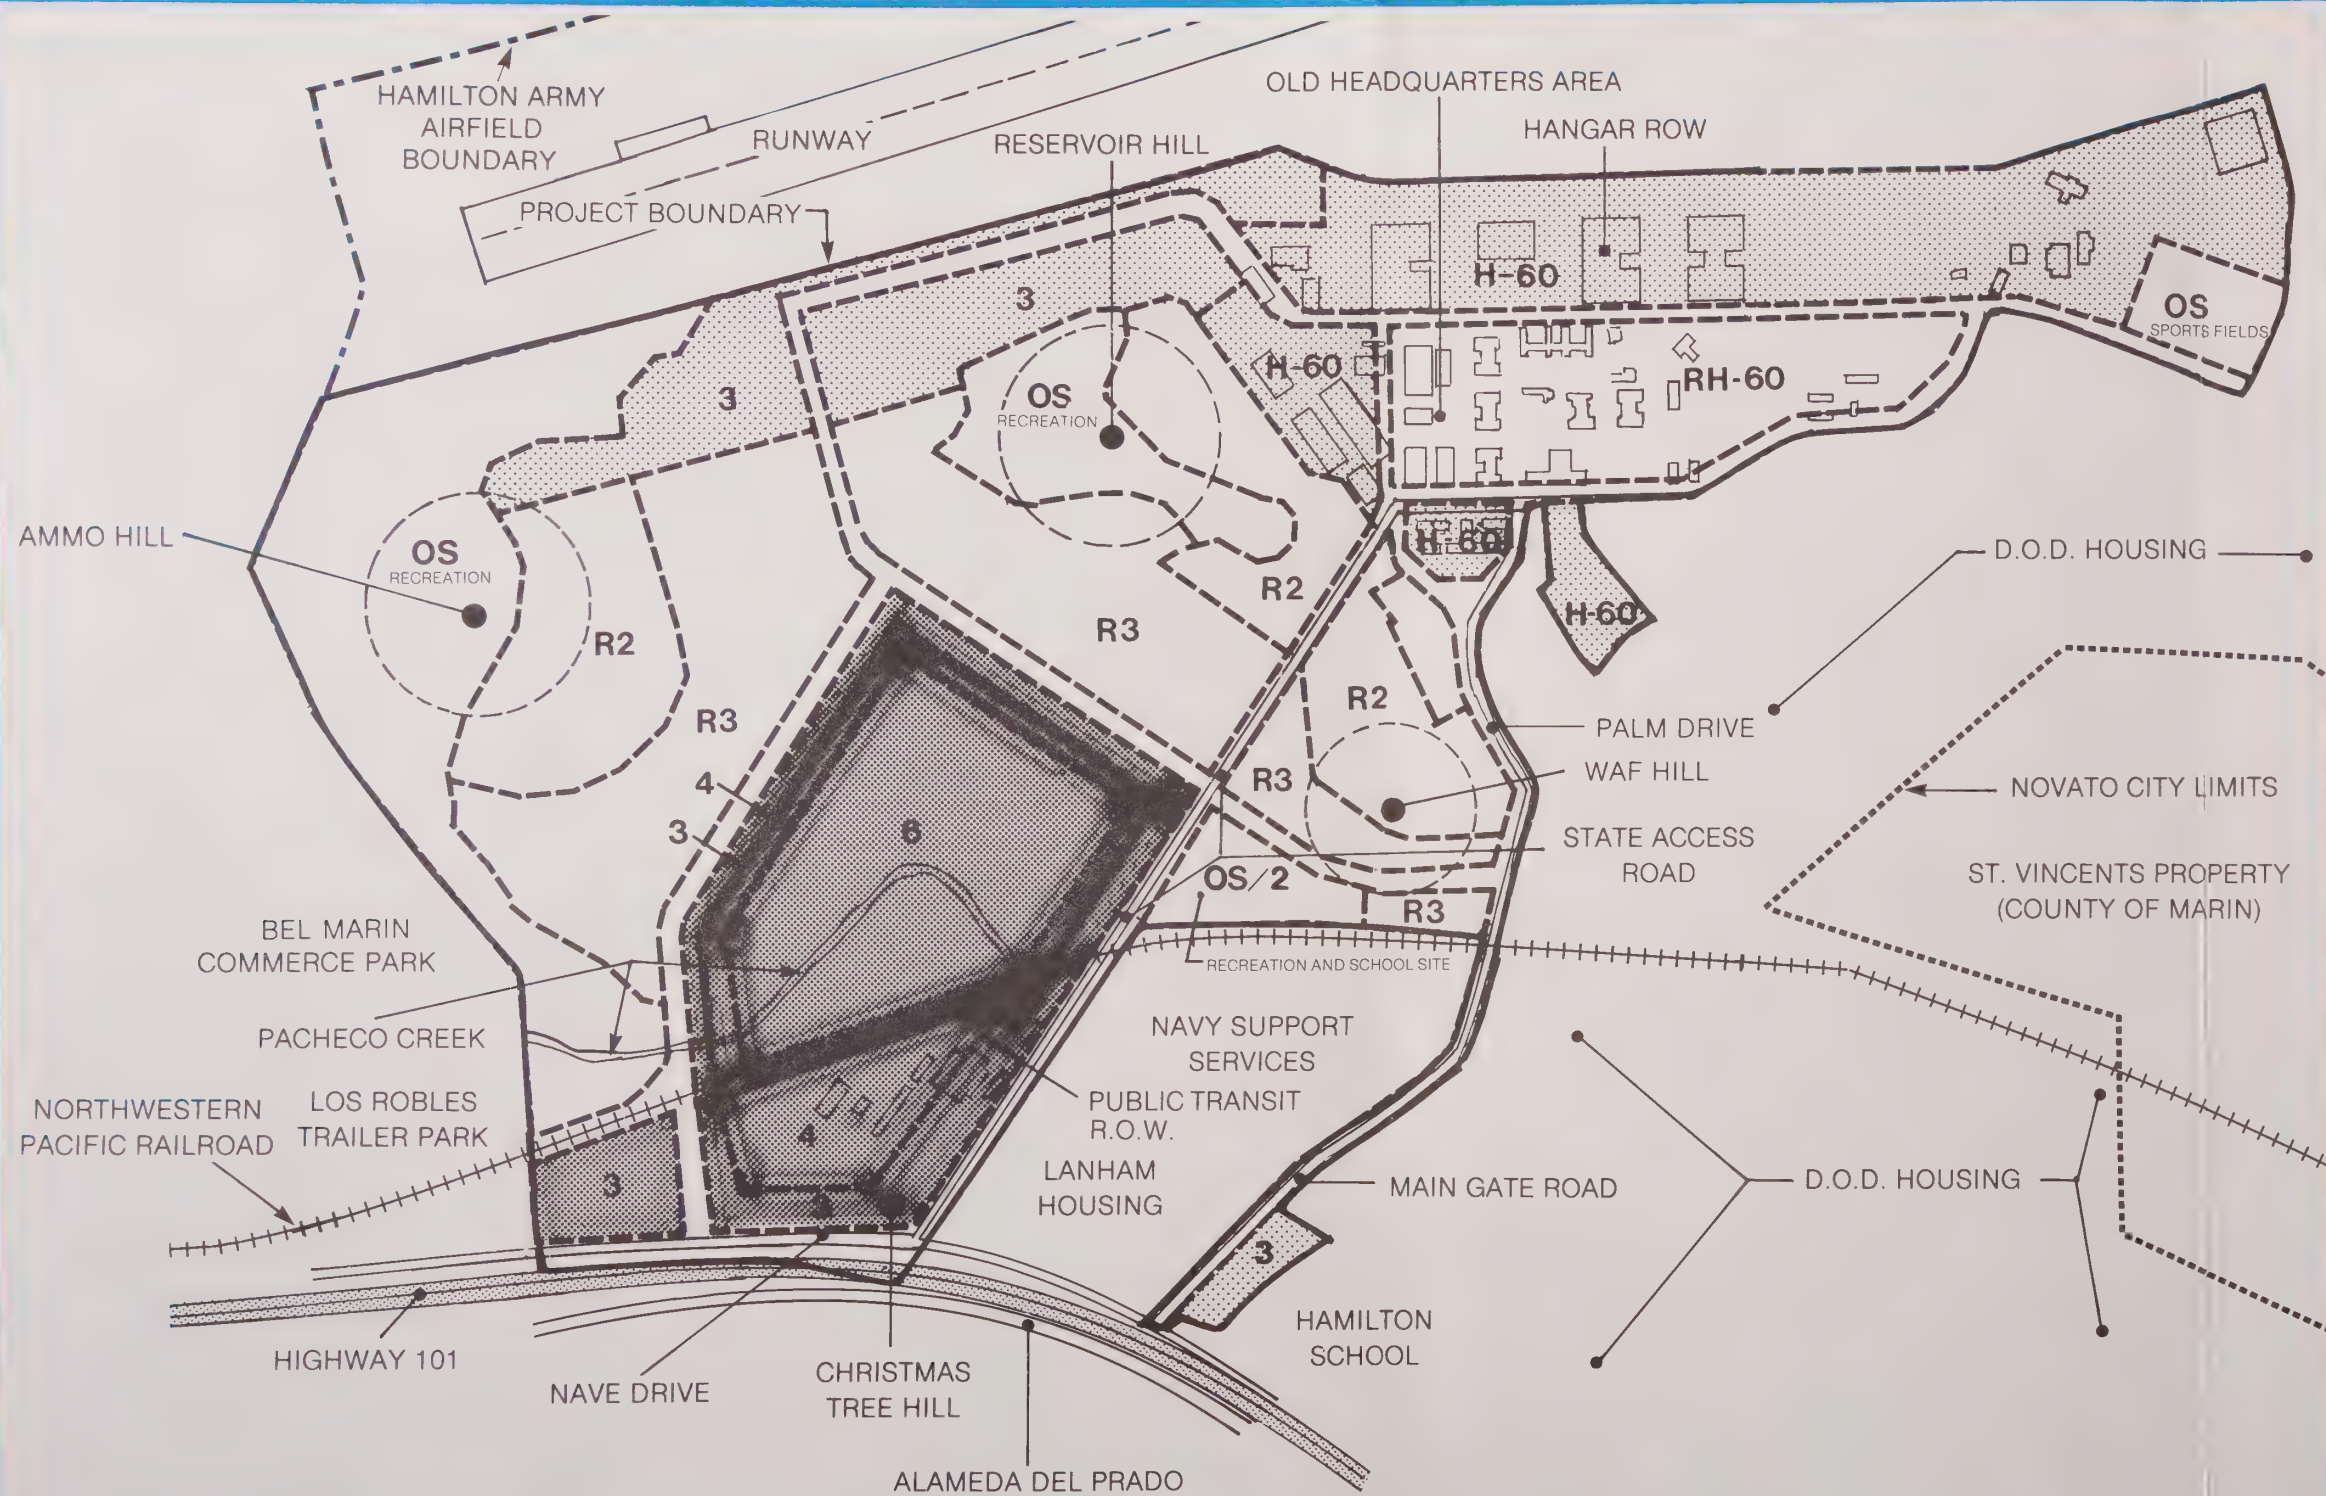 HAMILTON ARMY
AIRFIELD
BOUNDARY
RUNWAY
PROJECT BOUNDARY
RESERVOIR HILL
OLD HEADQUARTERS AREA
HANGAR ROW
H-60
OS
SPORTS FIELDS
3
3
H-60
RH-60
OS
RECREATION
AMMO HILL
OS
RECREATION
H-60
H-60
D.O.D. HOUSING
R2
R2
R3
R3
R2
PALM DRIVE
WAF HILL
R3
4
3
6
NOVATO CITY LIMITS
STATE ACCESS
ROAD
OS/2
R3
ST. VINCENTS PROPERTY
(COUNTY OF MARIN)
BEL MARIN
COMMERCE PARK
RECREATION AND SCHOOL SITE
PACHECO CREEK
NAVY SUPPORT
SERVICES
NORTHWESTERN
PACIFIC RAILROAD
LOS ROBLES
TRAILER PARK
PUBLIC TRANSIT
R.O.W.
4
LANHAM
HOUSING
3
3
MAIN GATE ROAD
D.O.D. HOUSING
3
HAMILTON
SCHOOL
HIGHWAY 101
NAVE DRIVE
CHRISTMAS
TREE HILL
ALAMEDA DEL PRADO